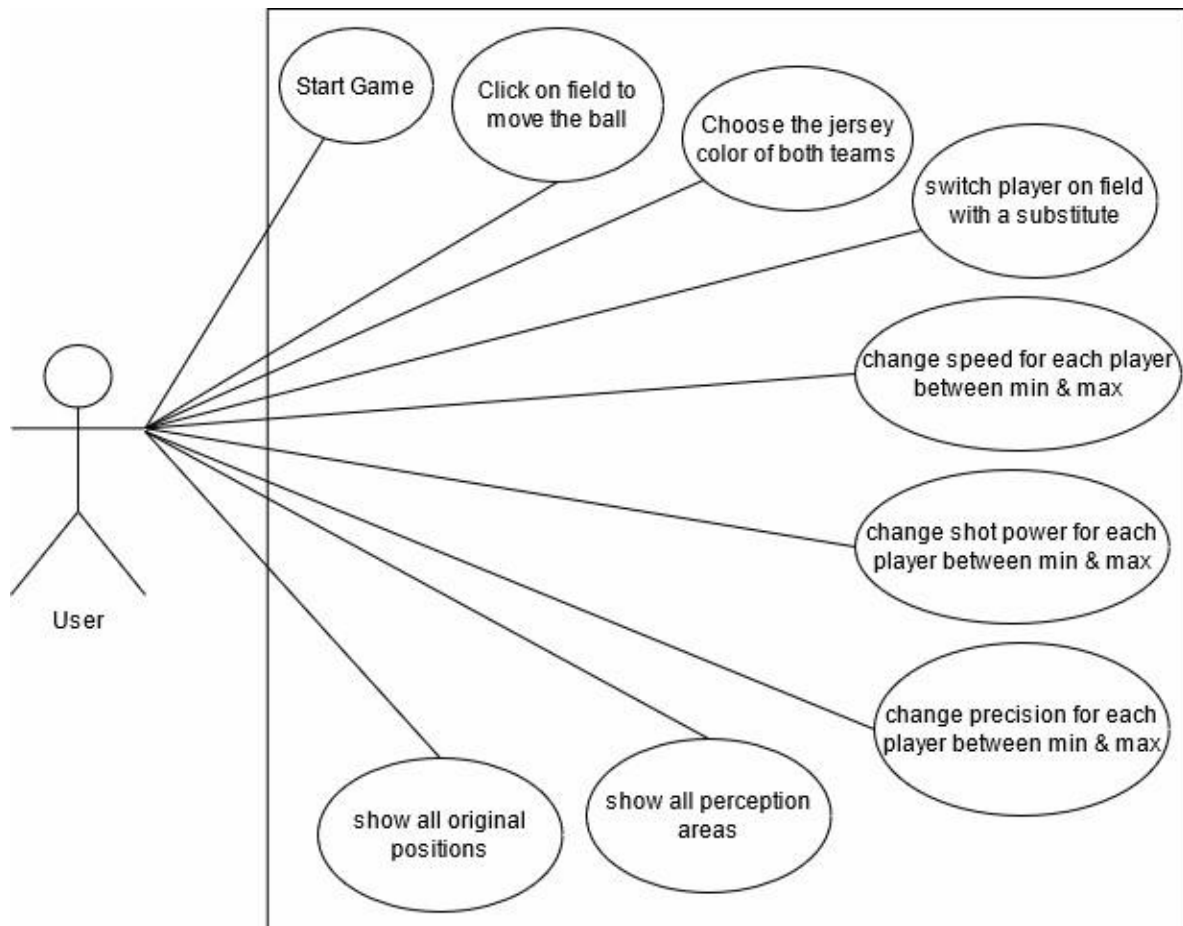 Start Game
Click on field to
move the ball
Choose the jersey
color of both teams
switch player on field
with a substitute
change speed for each player
between min & max
change shot power for each
player between min & max
change precision for each
player between min & max
show all perception
areas
show all original
positions
User